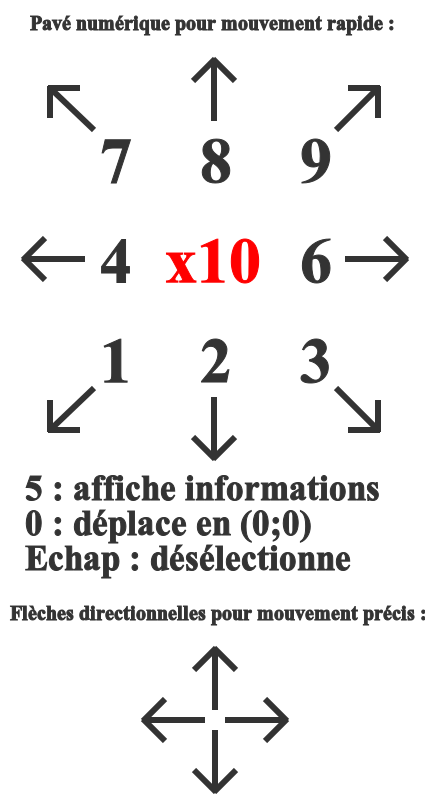 Pavé numérique pour mouvement rapide :
7 8 9
4 x10 6
1 2 3
5 : affiche informations
0 : déplace en (0;0)
Echap : désélectionne
Flèches directionnelles pour mouvement précis :